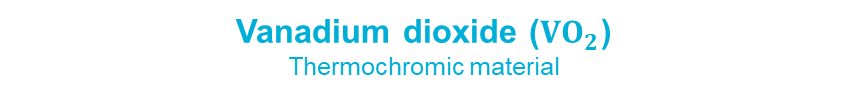 Vanadium dioxide (VO₂)
Thermochromic material